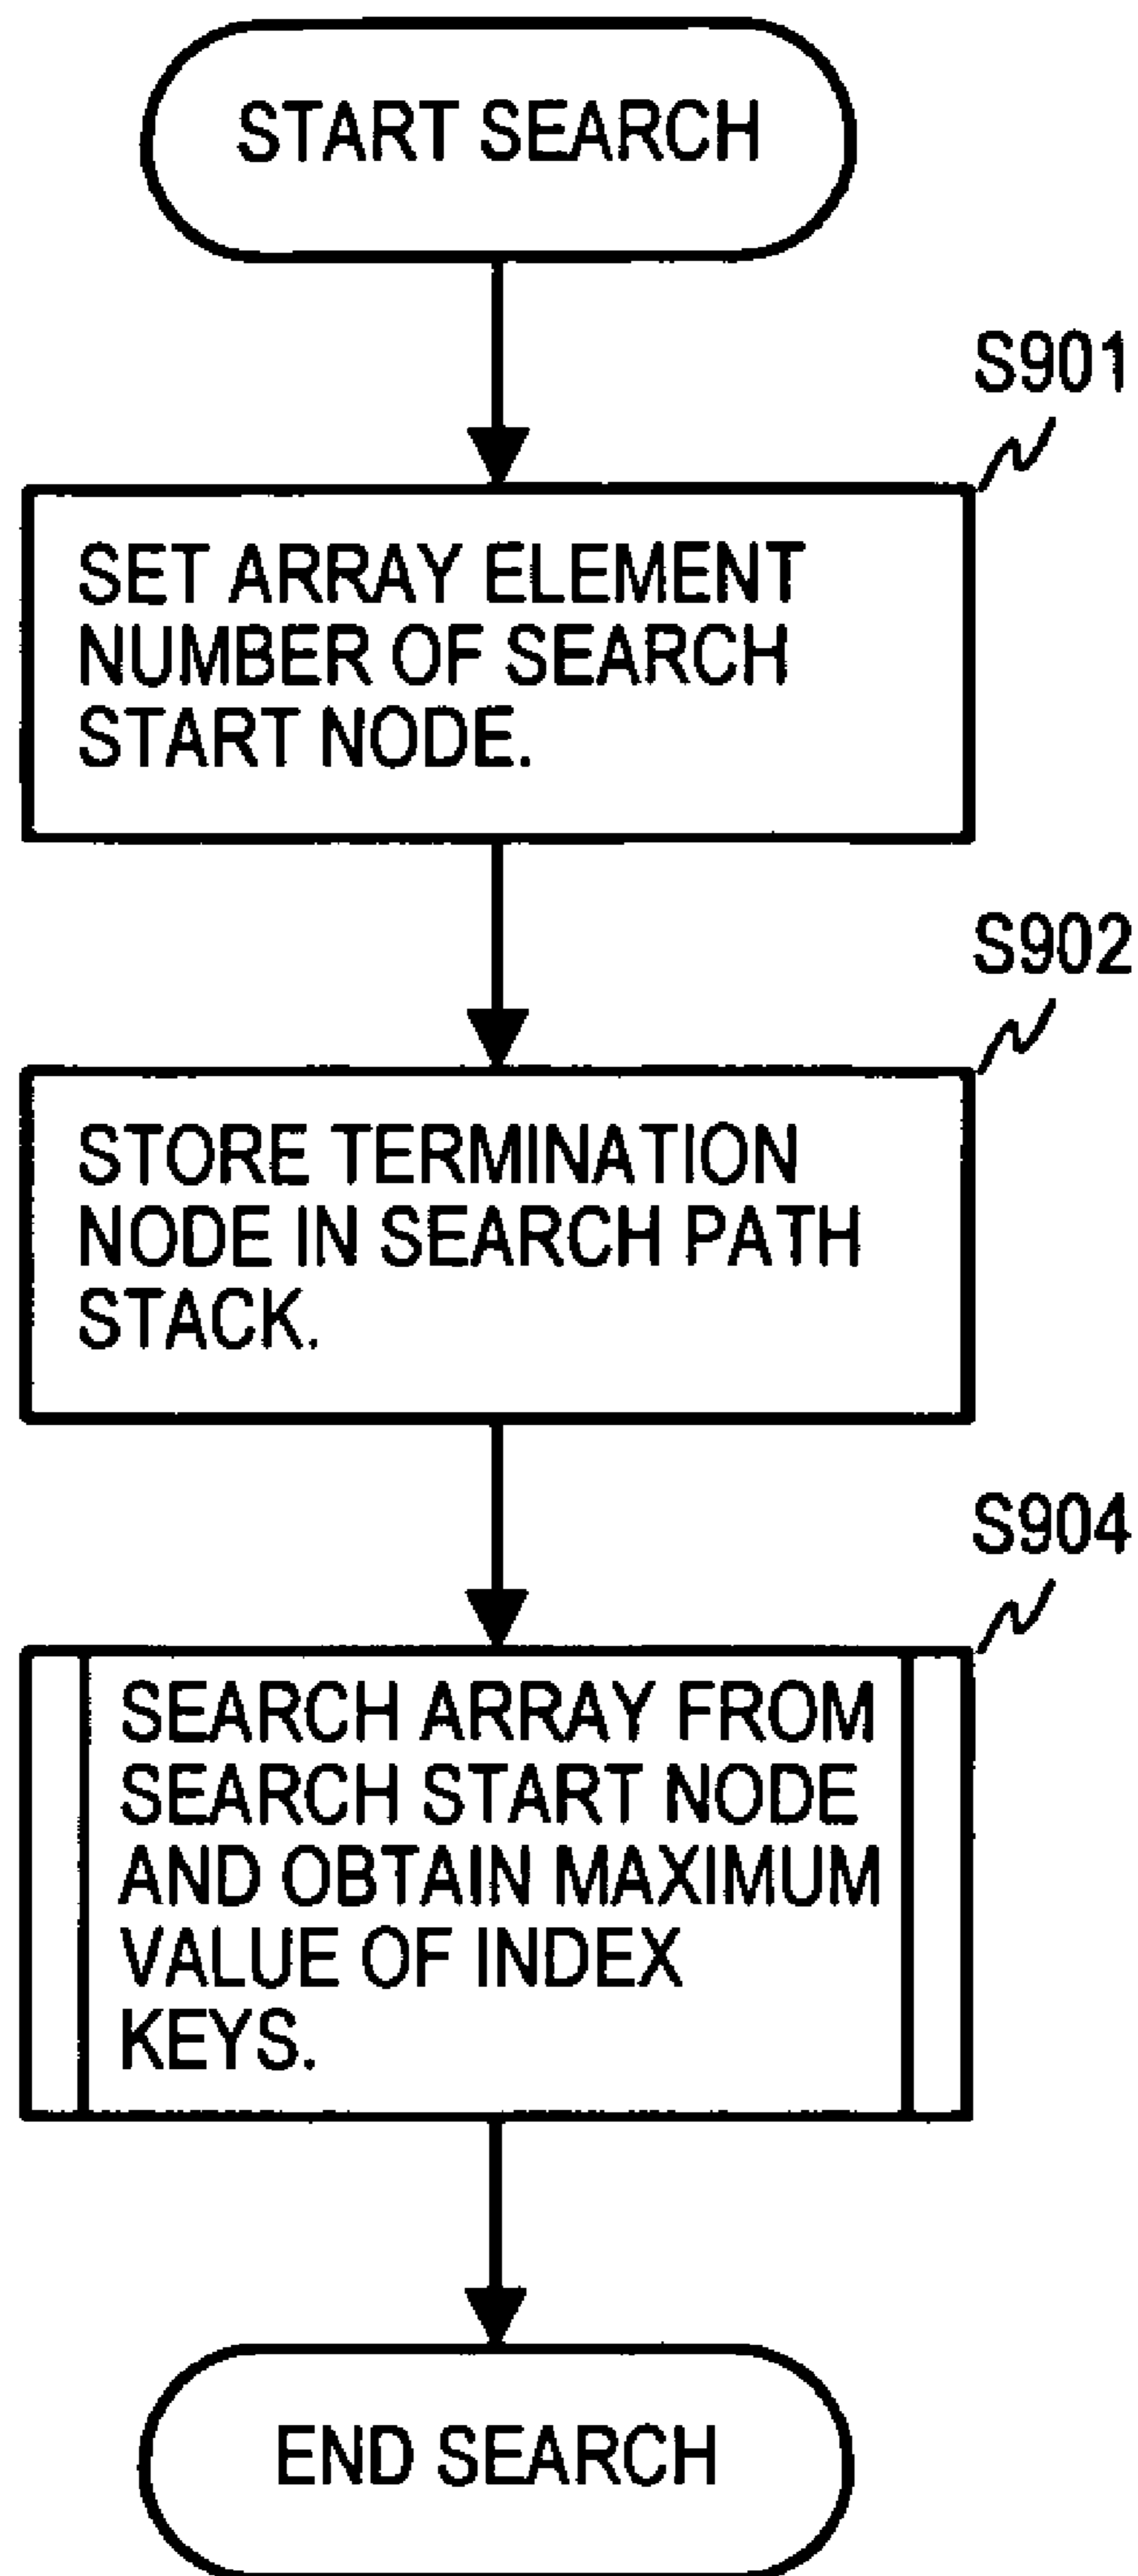 START SEARCH
S901
SET ARRAY ELEMENT
NUMBER OF SEARCH
START NODE.
S902
STORE TERMINATION
NODE IN SEARCH PATH
STACK.
S904
SEARCH ARRAY FROM
SEARCH START NODE
AND OBTAIN MAXIMUM
VALUE OF INDEX
KEYS.
END SEARCH